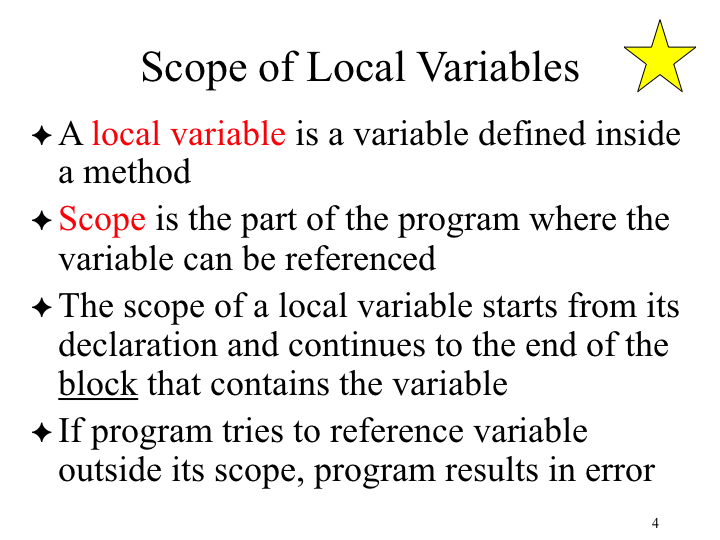 Scope of Local Variables
A local variable is a variable defined inside
a method
Scope is the part of the program where the
variable can be referenced
The scope of a local variable starts from its
declaration and continues to the end of the
block that contains the variable
If program tries to reference variable
outside its scope, program results in error
4